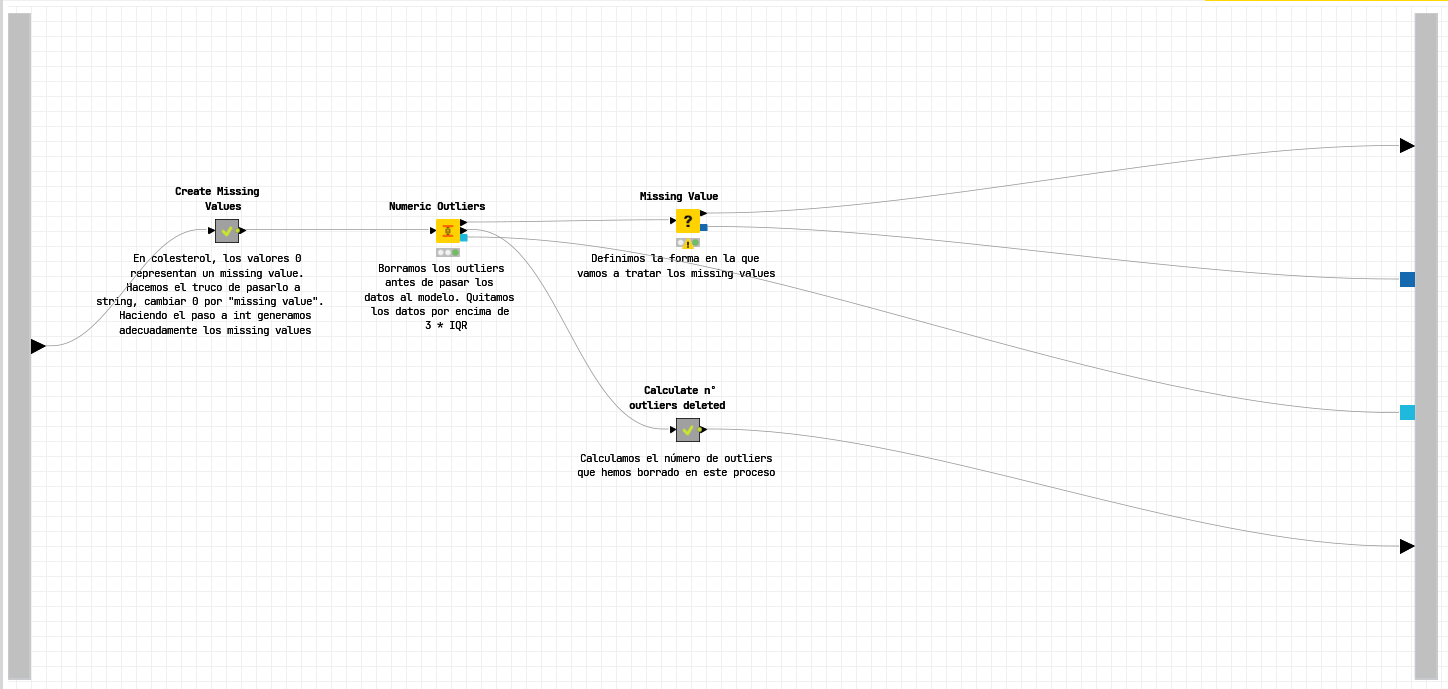 Create Missing
Values
En colesterol, los valores 0
representan un missing value.
Hacemos el truco de pasarlo a
string, cambiar 0 por "missing value".
Haciendo el paso a int generamos
adecuadamente los missing values
Numeric Outliers
Borramos los outliers
antes de pasar los
datos al modelo. Quitamos
los datos por encima de
3 * IQR
Missing Value
?
Definimos la forma en la que
vamos a tratar los missing values
Calculate n°
outliers deleted
Calculamos el número de outliers
que hemos borrado en este proceso